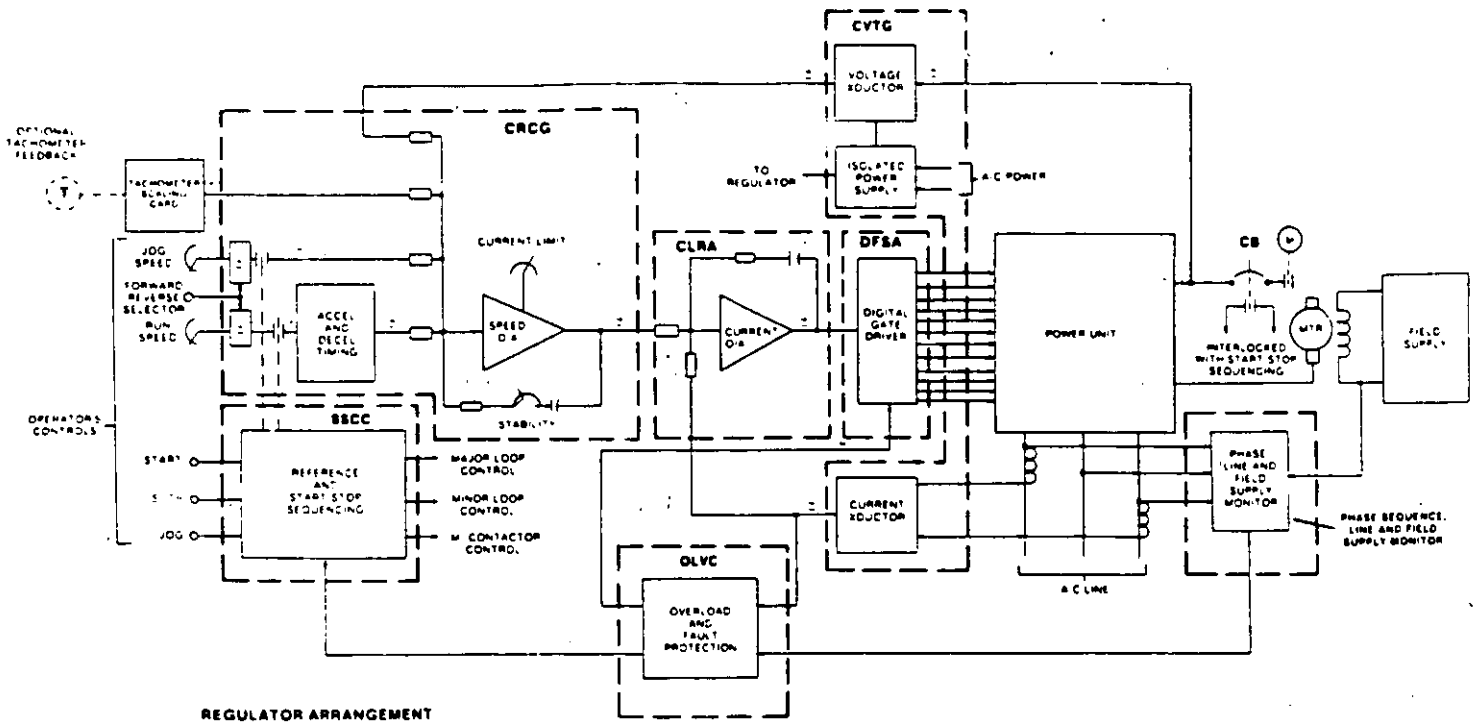 CVTG
VOLTAGE
XDUCTOR
ISOLATED
POWER
SUPPLY
TO
REGULATOR
A-C POWER
OPTIONAL
TACHOMETER
FEEDBACK
T
TACHOMETER
SCALING
CARD
CRCG
JOG
SPEED
FORWARD
REVERSE
SELECTOR
RUN
SPEED
ACCEL
AND
DECEL
TIMING
CURRENT LIMIT
SPEED
O/A
STABILITY
CLRA
CURRENT
O/A
DFSA
DIGITAL
GATE
DRIVER
POWER UNIT
CB
M
INTERLOCKED
WITH START STOP
SEQUENCING
MTR
FIELD
SUPPLY
OPERATOR'S
CONTROLS
START
JOG
SSCC
REFERENCE
AND
START STOP
SEQUENCING
MAJOR LOOP
CONTROL
MINOR LOOP
CONTROL
M CONTACTOR
CONTROL
CURRENT
XDUCTOR
PHASE
LINE AND
FIELD
SUPPLY
MONITOR
PHASE SEQUENCE,
LINE AND FIELD
SUPPLY MONITOR
A C LINE
OLVC
OVERLOAD
AND
FAULT
PROTECTION
REGULATOR ARRANGEMENT